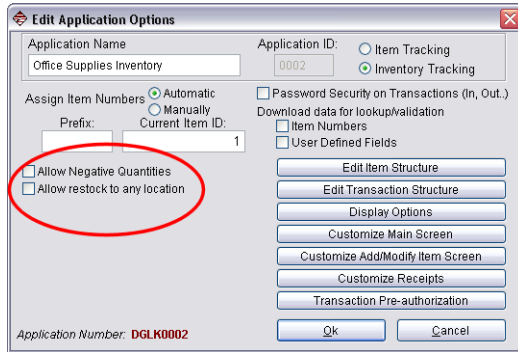 Edit Application Options
Application Name
Application ID:
Item Tracking
Office Supplies Inventory
0002
Inventory Tracking
Assign Item Numbers
Automatic
Manually
Password Security on Transactions (In, Out..)
Download data for lookup/validation
Prefix:
Current Item ID:
Item Numbers
1
User Defined Fields
Allow Negative Quantities
Allow restock to any location
Edit Item Structure
Edit Transaction Structure
Display Options
Customize Main Screen
Customize Add/Modify Item Screen
Customize Receipts
Transaction Pre-authorization
Application Number: DGLK0002
Ok
Cancel